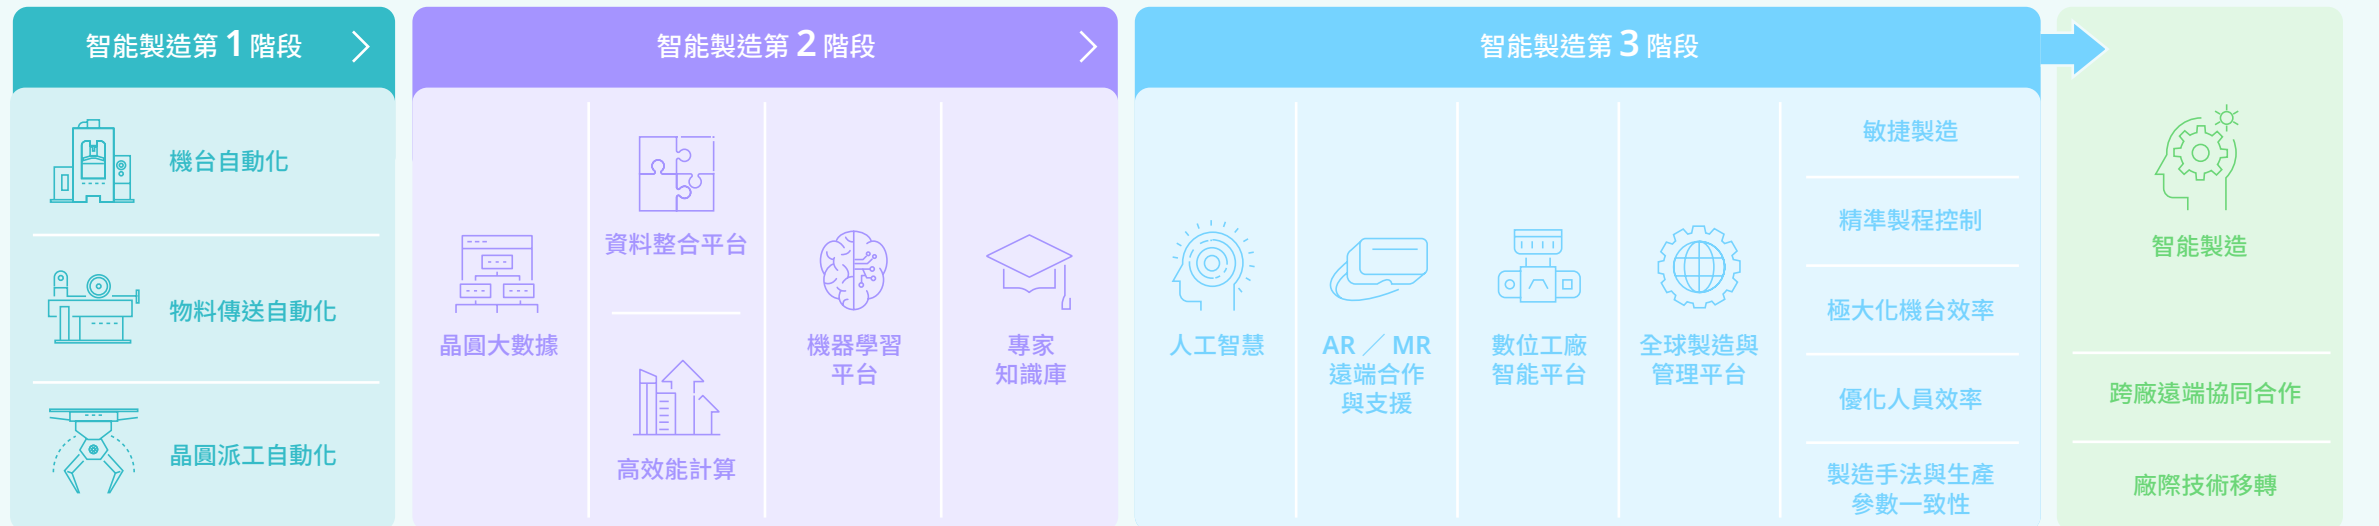 智能製造第 1 階段
機台自動化
物料傳送自動化
晶圓派工自動化
智能製造第 2 階段
晶圓大數據
資料整合平台
高效能計算
機器學習
平台
專家
知識庫
智能製造第 3 階段
人工智慧
AR ／ MR
遠端合作
與支援
數位工廠
智能平台
全球製造與
管理平台
敏捷製造
精準製程控制
極大化機台效率
優化人員效率
製造手法與生產
參數一致性
智能製造
跨廠遠端協同合作
廠際技術移轉